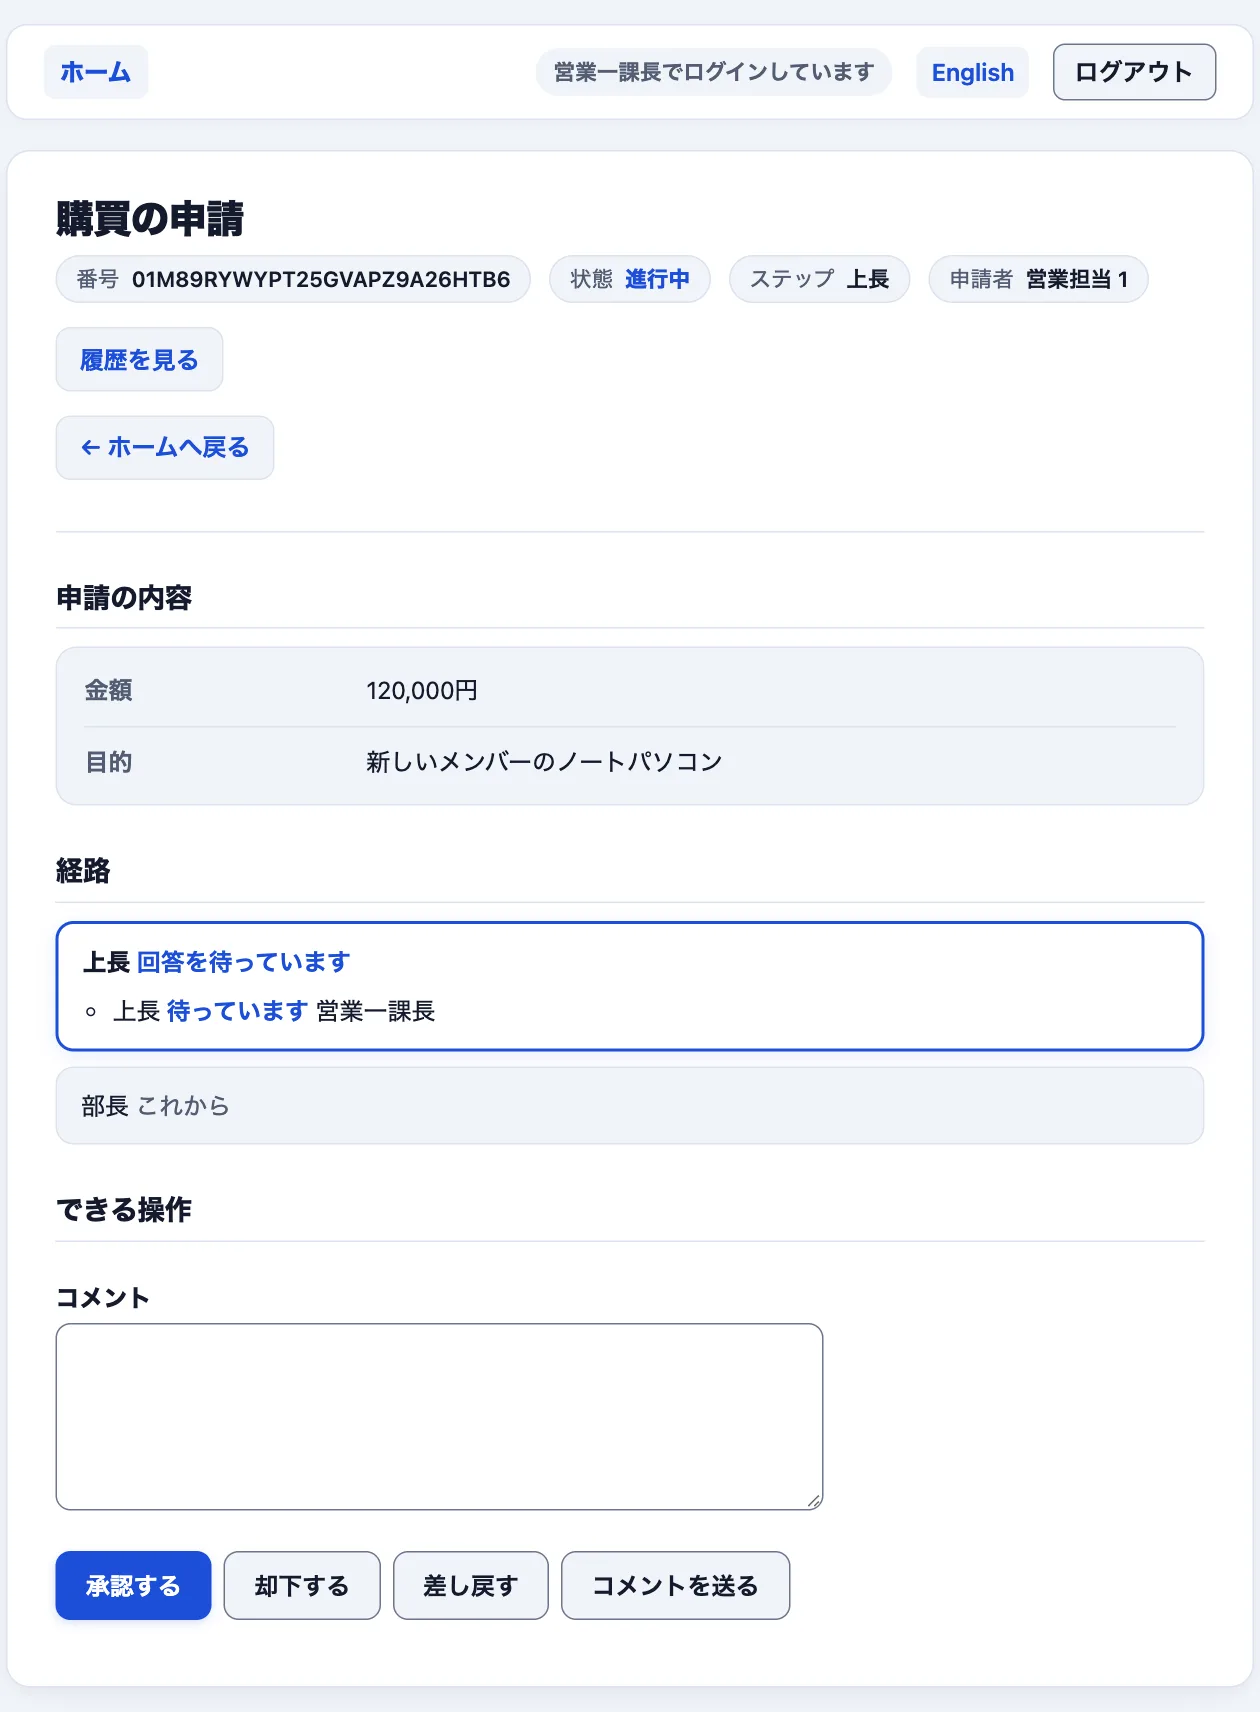 ホーム 営業一課長でログインしています English ログアウト
購買の申請
番号 01M89RYWYPT25GVAPZ9A26HTB6 状態 進行中 ステップ 上長 申請者 営業担当 1
履歴を見る
← ホームへ戻る
申請の内容
金額 120,000円
目的 新しいメンバーのノートパソコン
経路
上長 回答を待っています
上長 待っています 営業一課長
部長 これから
できる操作
コメント
承認する 却下する 差し戻す コメントを送る